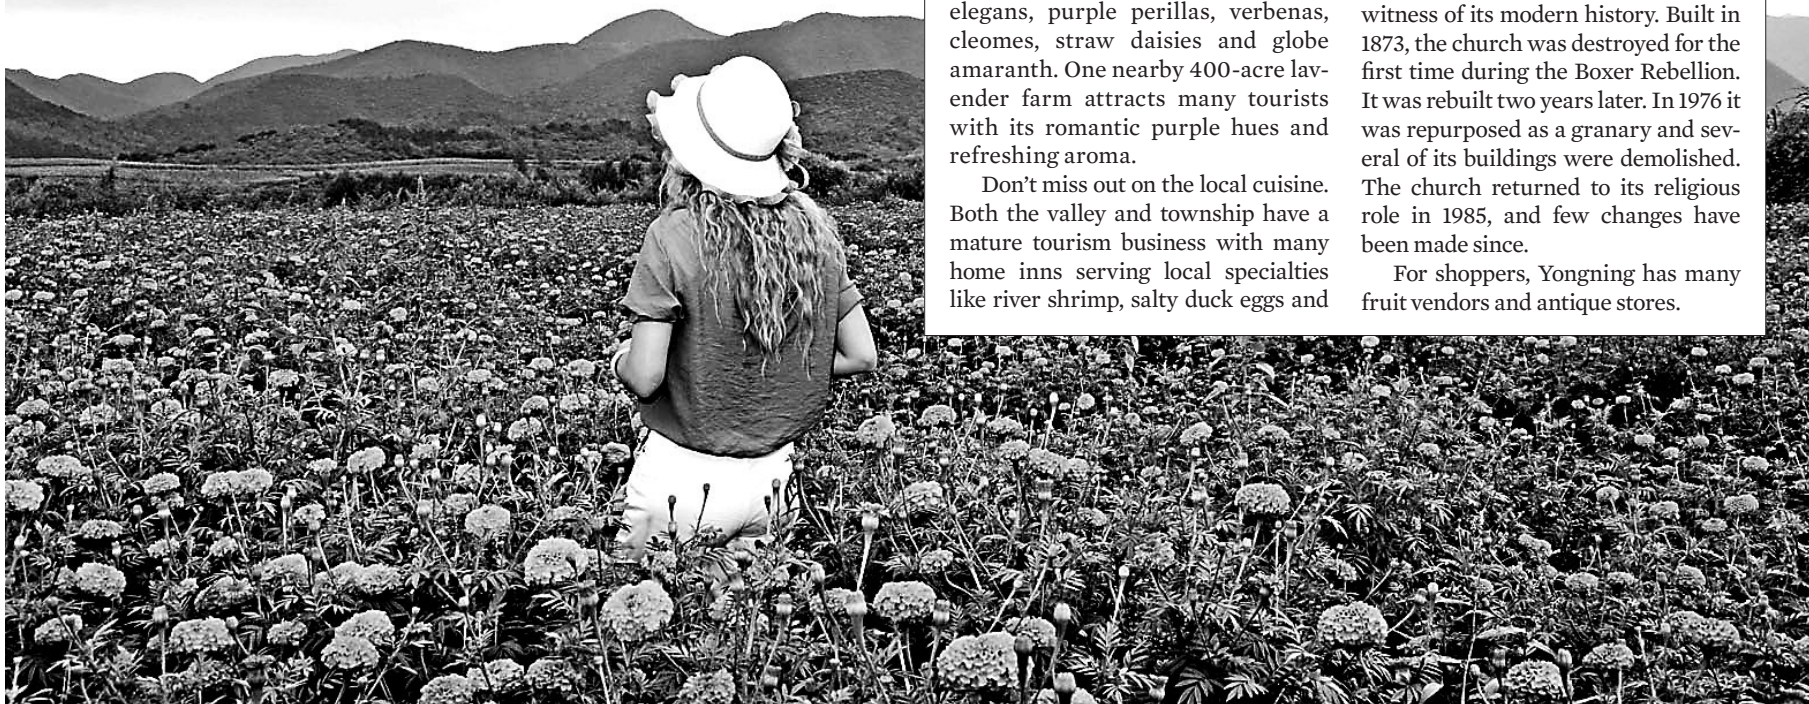 elegans, purple perillas, verbenas,
cleomes, straw daisies and globe
amaranth. One nearby 400-acre lav-
ender farm attracts many tourists
with its romantic purple hues and
refreshing aroma.
Don’t miss out on the local cuisine.
Both the valley and township have a
mature tourism business with many
home inns serving local specialties
like river shrimp, salty duck eggs and
witness of its modern history. Built in
1873, the church was destroyed for the
first time during the Boxer Rebellion.
It was rebuilt two years later. In 1976 it
was repurposed as a granary and sev-
eral of its buildings were demolished.
The church returned to its religious
role in 1985, and few changes have
been made since.
For shoppers, Yongning has many
fruit vendors and antique stores.